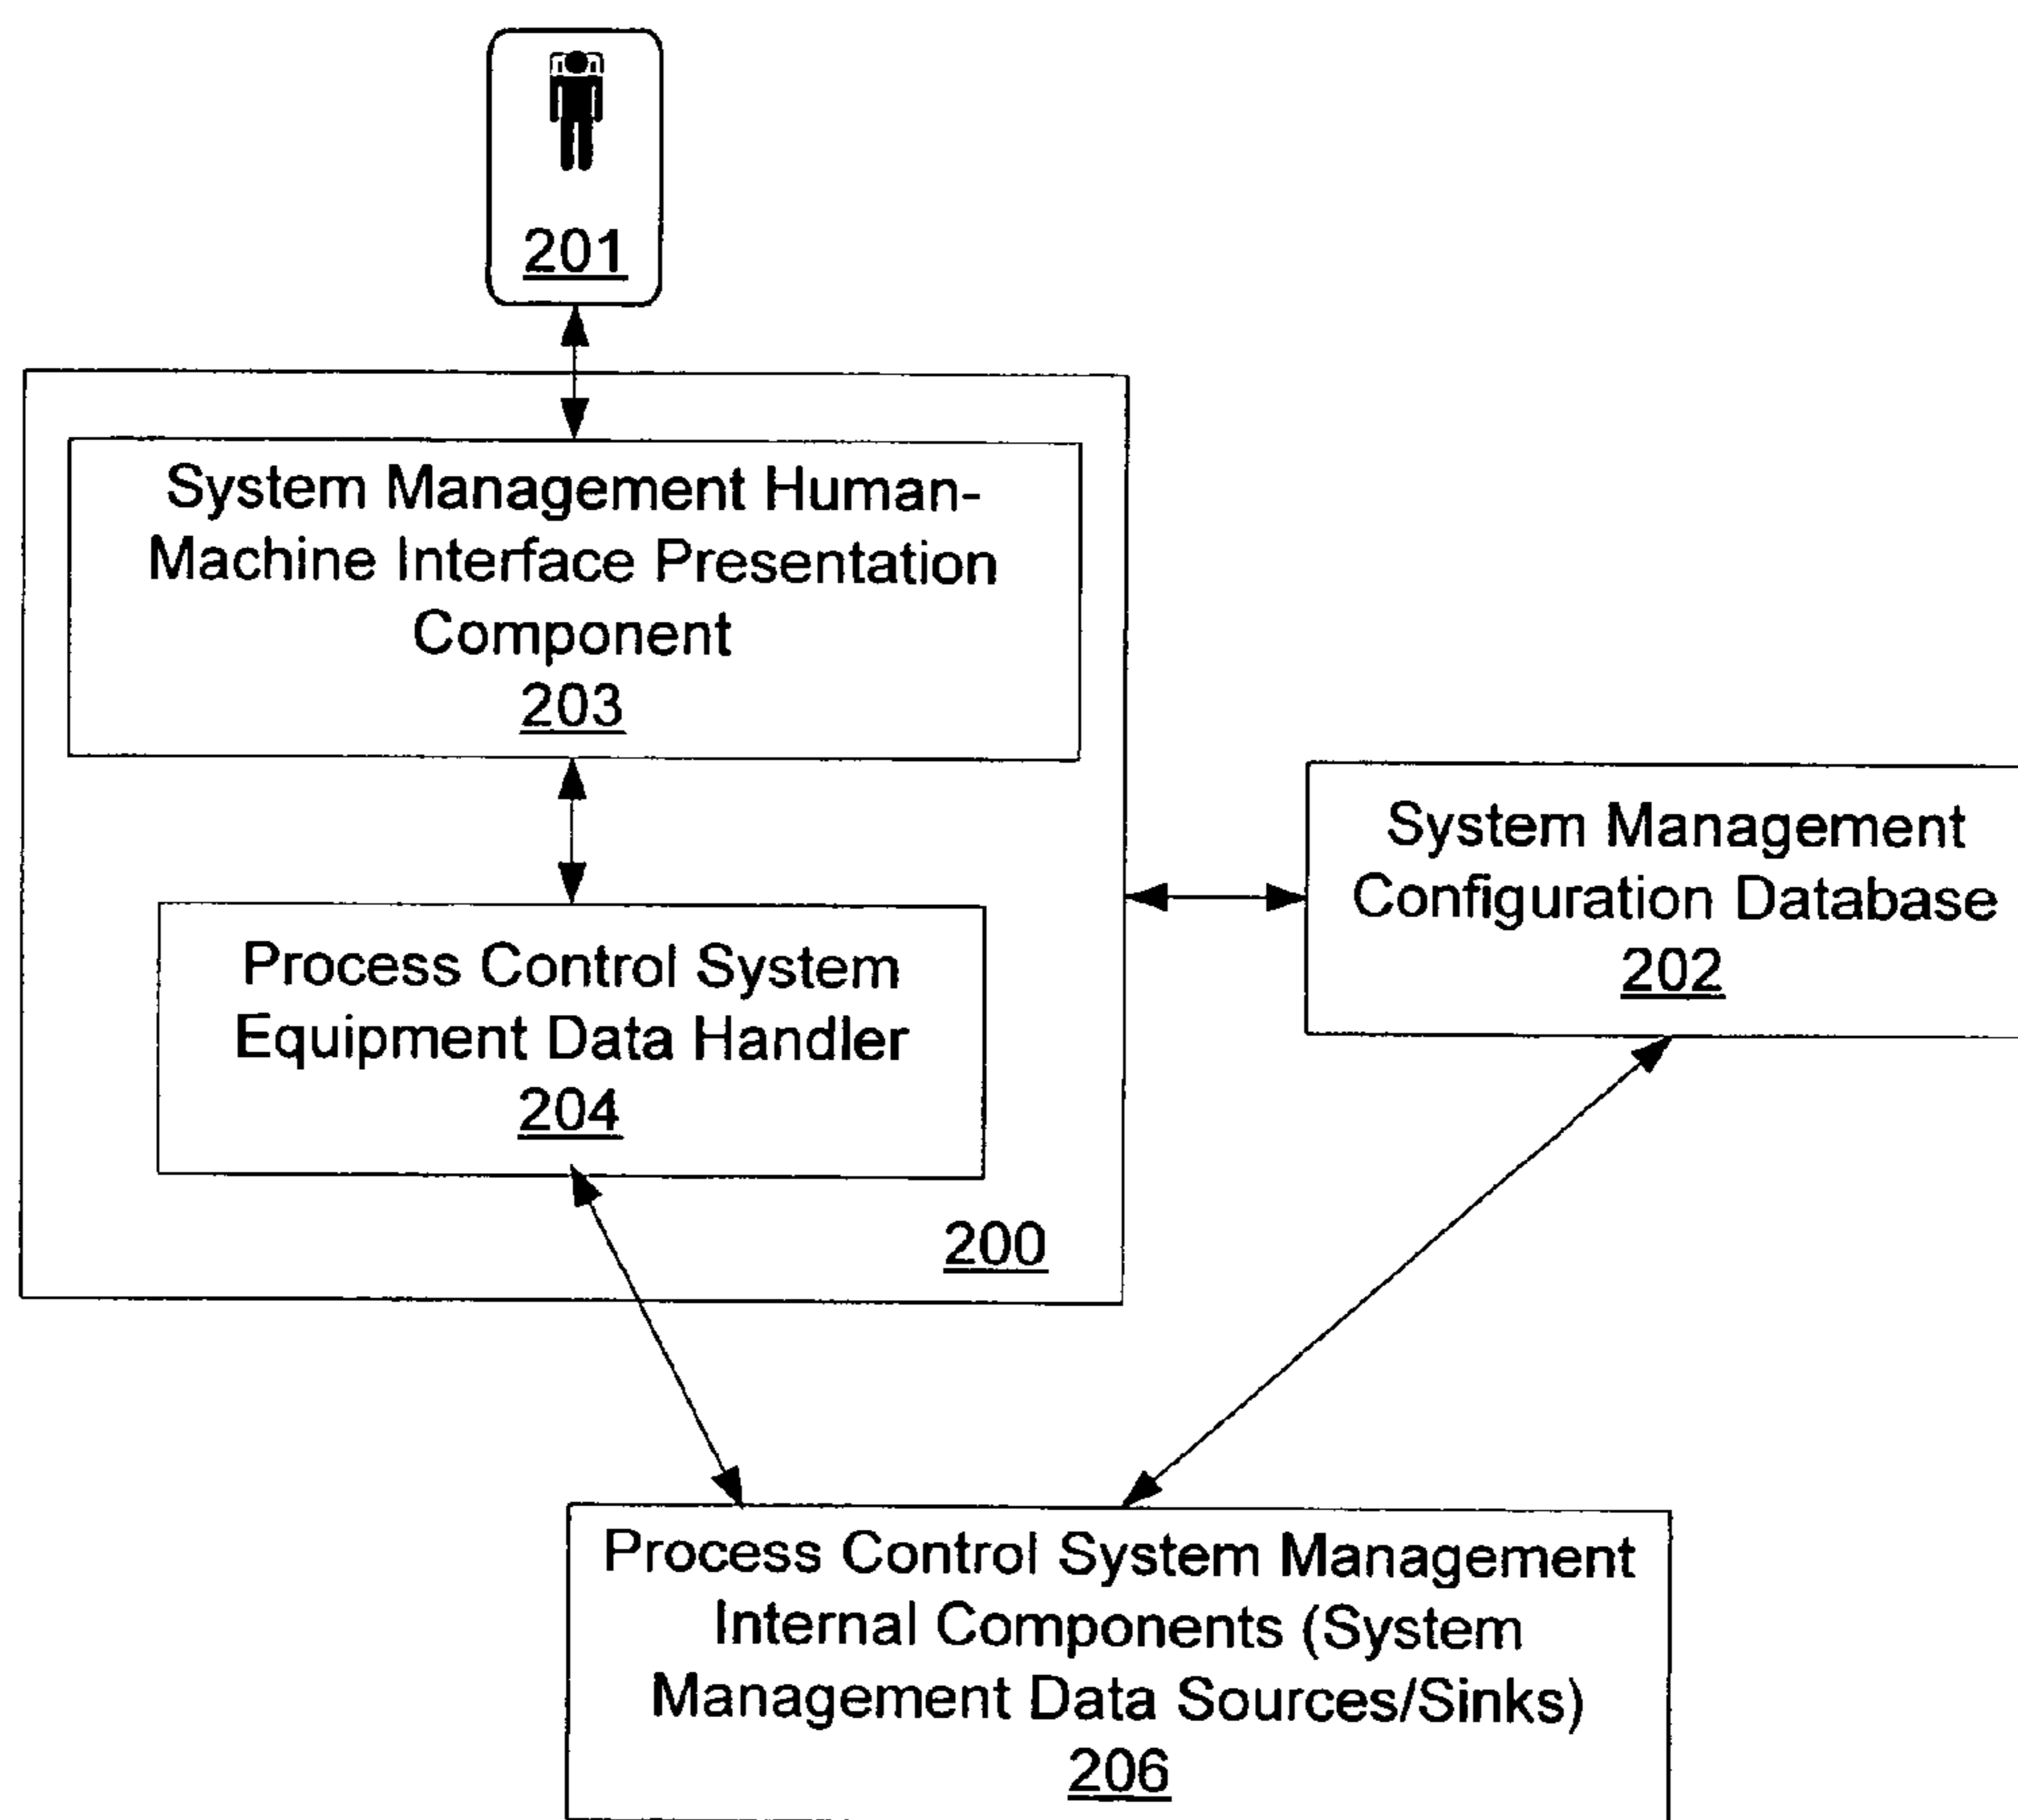 201
System Management Human-
Machine Interface Presentation
Component
203
System Management
Configuration Database
202
Process Control System
Equipment Data Handler
204
200
Process Control System Management
Internal Components (System
Management Data Sources/Sinks)
206